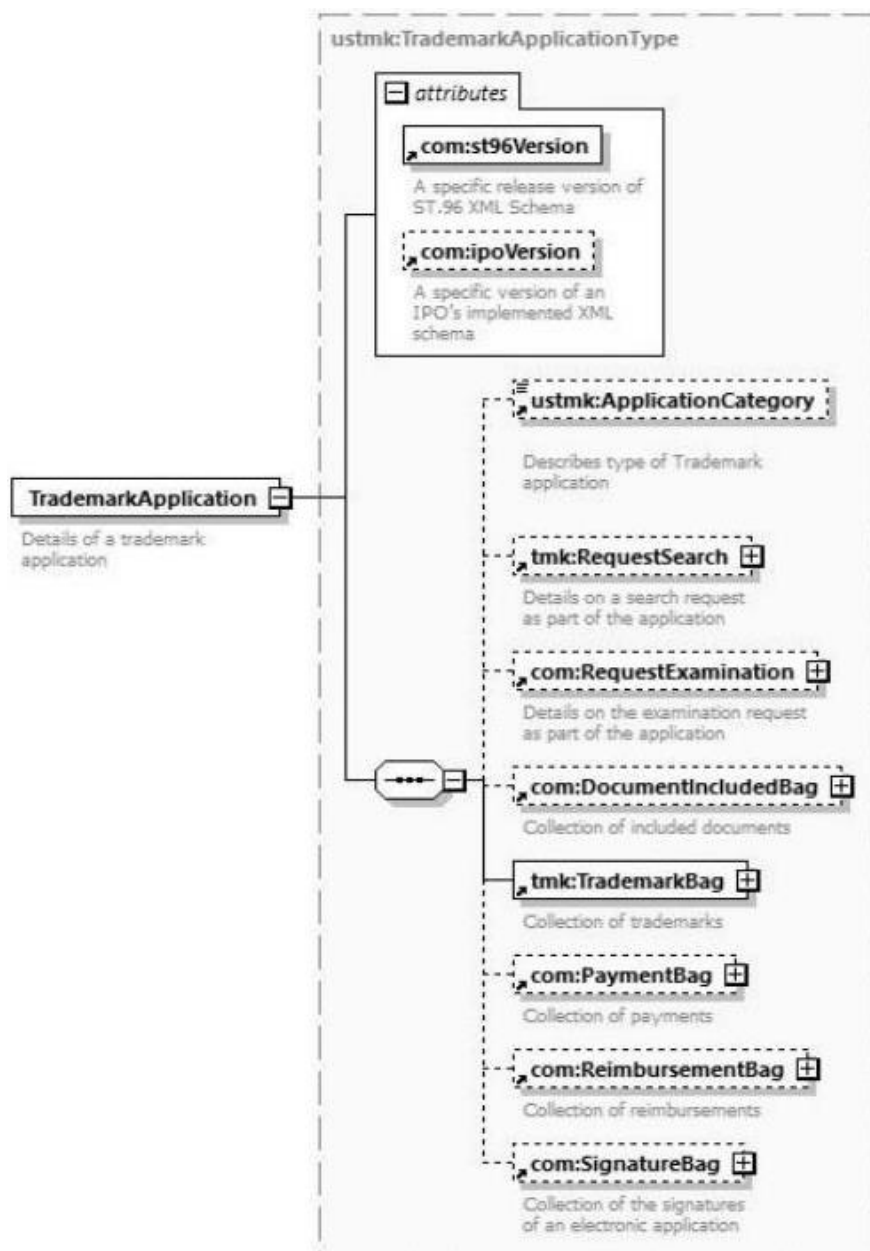 ustmk:TrademarkApplicationType
attributes
com:st96Version
A specific release version of
ST.96 XML Schema
com:ipoVersion
A specific version of an
IPO's implemented XML
schema
ustmk:ApplicationCategory
Describes type of Trademark
application
TrademarkApplication
Details of a trademark
application
tmk:RequestSearch
Details on a search request
as part of the application
com:RequestExamination
Details on the examination request
as part of the application
com:DocumentIncludedBag
Collection of included documents
tmk:TrademarkBag
Collection of trademarks
com:PaymentBag
Collection of payments
com:ReimbursementBag
Collection of reimbursements
com:SignatureBag
Collection of the signatures
of an electronic application